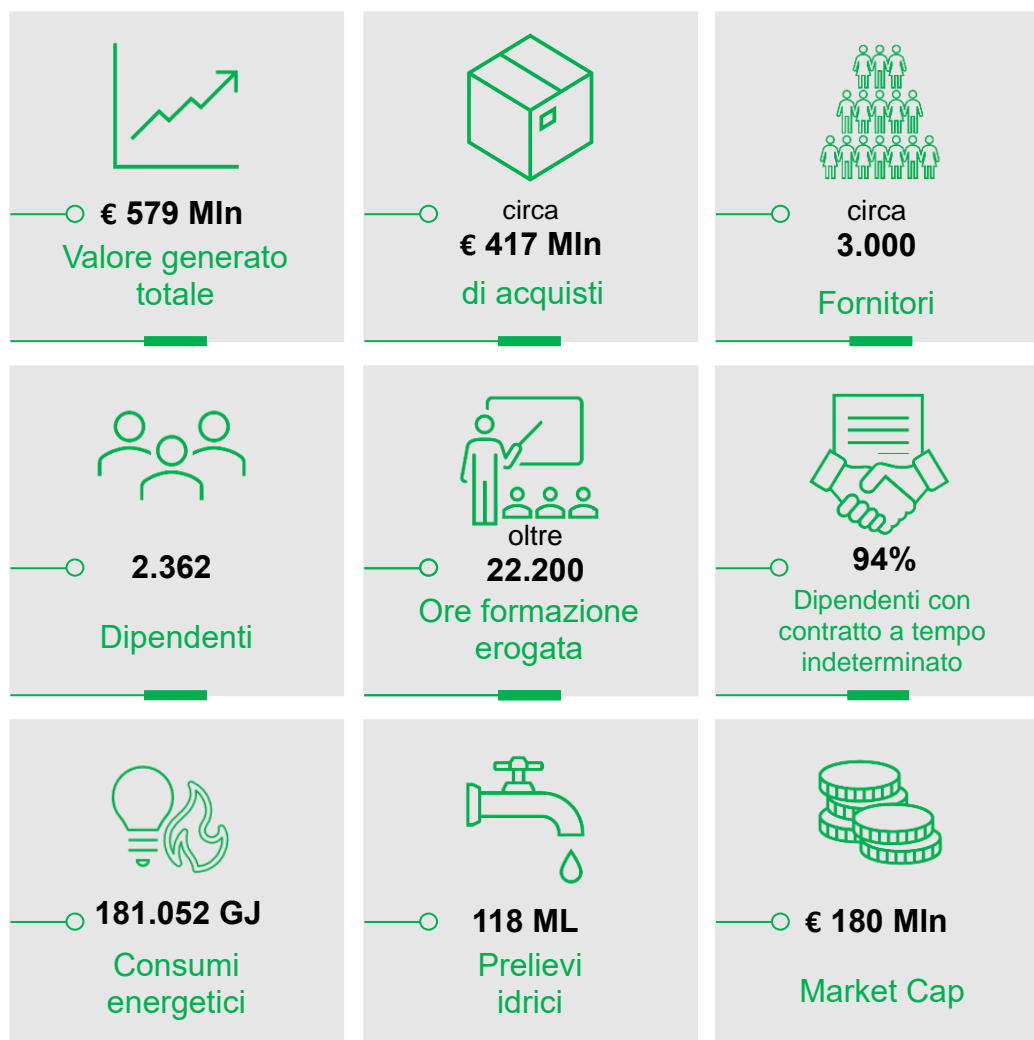 € 579 Mln
Valore generato
totale
circa
€ 417 Mln
di acquisti
circa
3.000
Fornitori
2.362
Dipendenti
oltre
22.200
Ore formazione
erogata
94%
Dipendenti con
contratto a tempo
indeterminato
181.052 GJ
Consumi
energetici
118 ML
Prelievi
idrici
€ 180 Mln
Market Cap